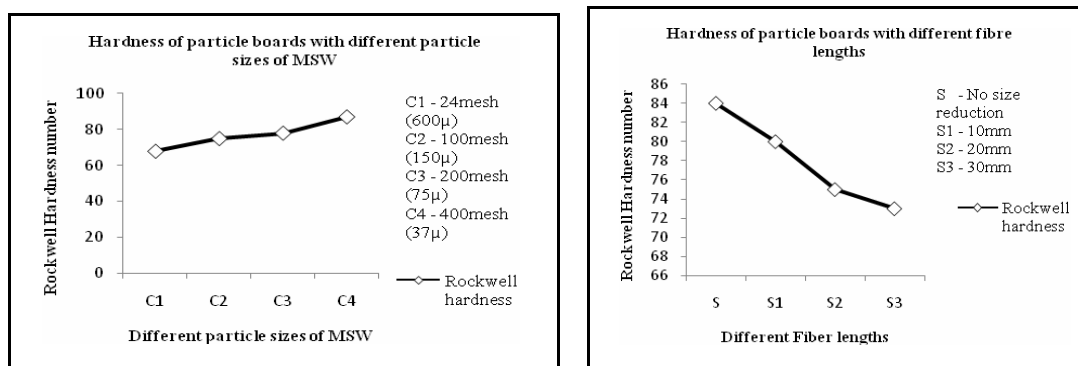 Hardness of particle boards with different particle
sizes of MSW
Rockwell Hardness number
100
80
60
40
20
0
C1 C2 C3 C4
Different particle sizes of MSW
C1 - 24mesh
(600μ)
C2 - 100mesh
(150μ)
C3 - 200mesh
(75μ)
C4 - 400mesh
(37μ)
Rockwell
hardness
Hardness of particle boards with different fibre
lengths
Rockwell Hardness number
86
84
82
80
78
76
74
72
70
68
66
S S1 S2 S3
Different Fiber lengths
S - No size
reduction
S1 - 10mm
S2 - 20mm
S3 - 30mm
Rockwell
hardness